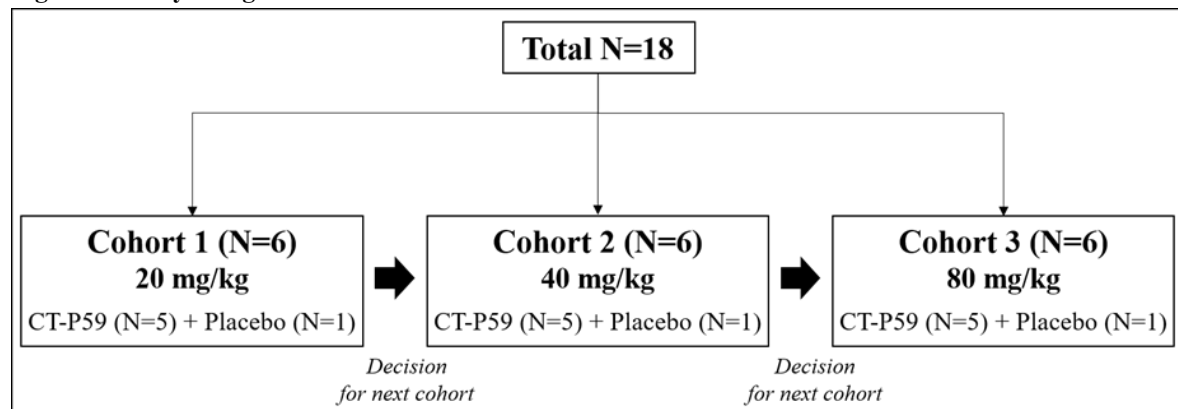 Total N=18
Cohort 1 (N=6)
20 mg/kg
CT-P59 (N=5) + Placebo (N=1)
Cohort 2 (N=6)
40 mg/kg
CT-P59 (N=5) + Placebo (N=1)
Cohort 3 (N=6)
80 mg/kg
CT-P59 (N=5) + Placebo (N=1)
Decision
for next cohort
Decision
for next cohort